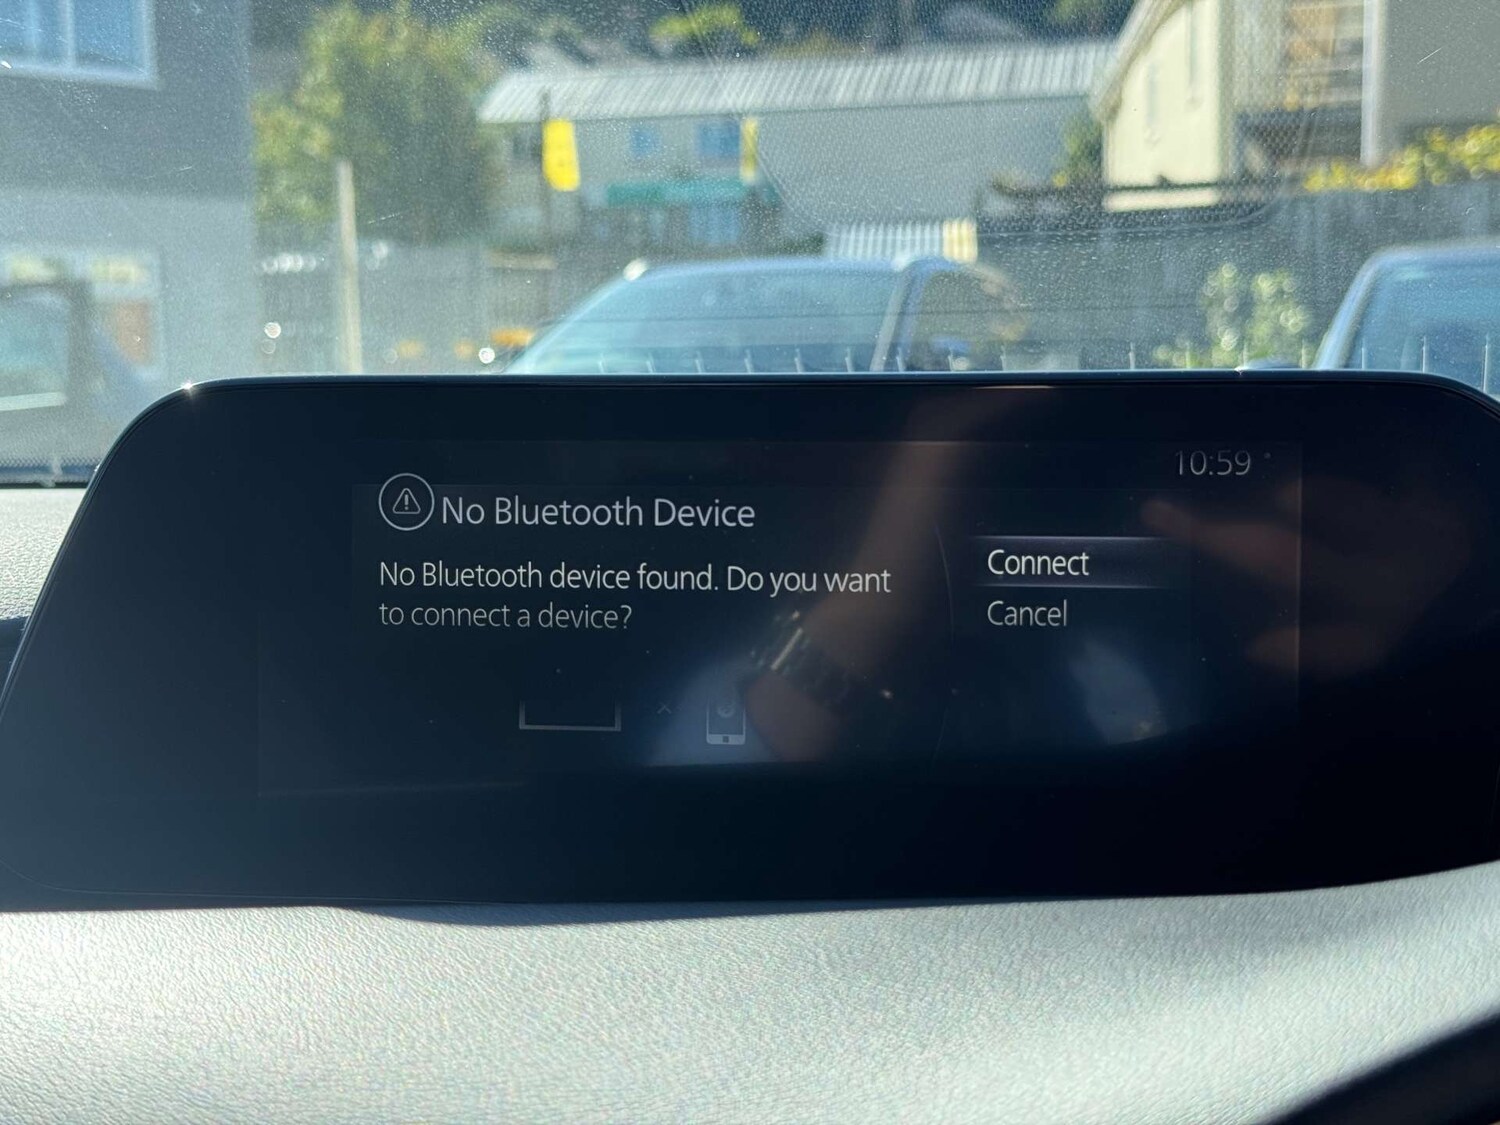 10:59
No Bluetooth Device
No Bluetooth device found. Do you want
to connect a device?
Connect
Cancel